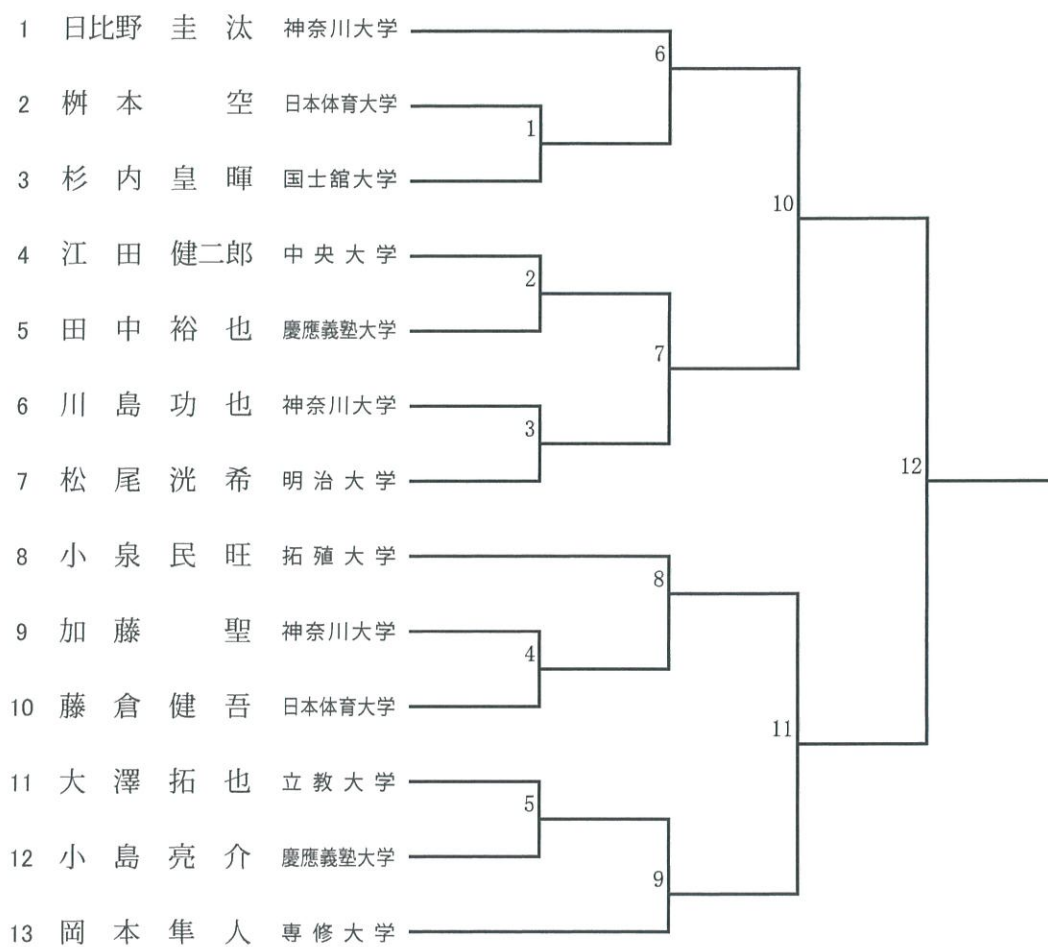 1 日比野 圭 汰 神奈川大学
6
2 桝 本 空 日本体育大学
1
3 杉 内 皇 暉 国士舘大学
10
4 江 田 健二郎 中央大学
2
5 田 中 裕 也 慶應義塾大学
7
6 川 島 功 也 神奈川大学
3
7 松 尾 洸 希 明治大学
12
8 小 泉 民 旺 拓殖大学
8
9 加 藤 聖 神奈川大学
4
10 藤 倉 健 吾 日本体育大学
11
11 大 澤 拓 也 立教大学
5
12 小 島 亮 介 慶應義塾大学
9
13 岡 本 隼 人 専修大学